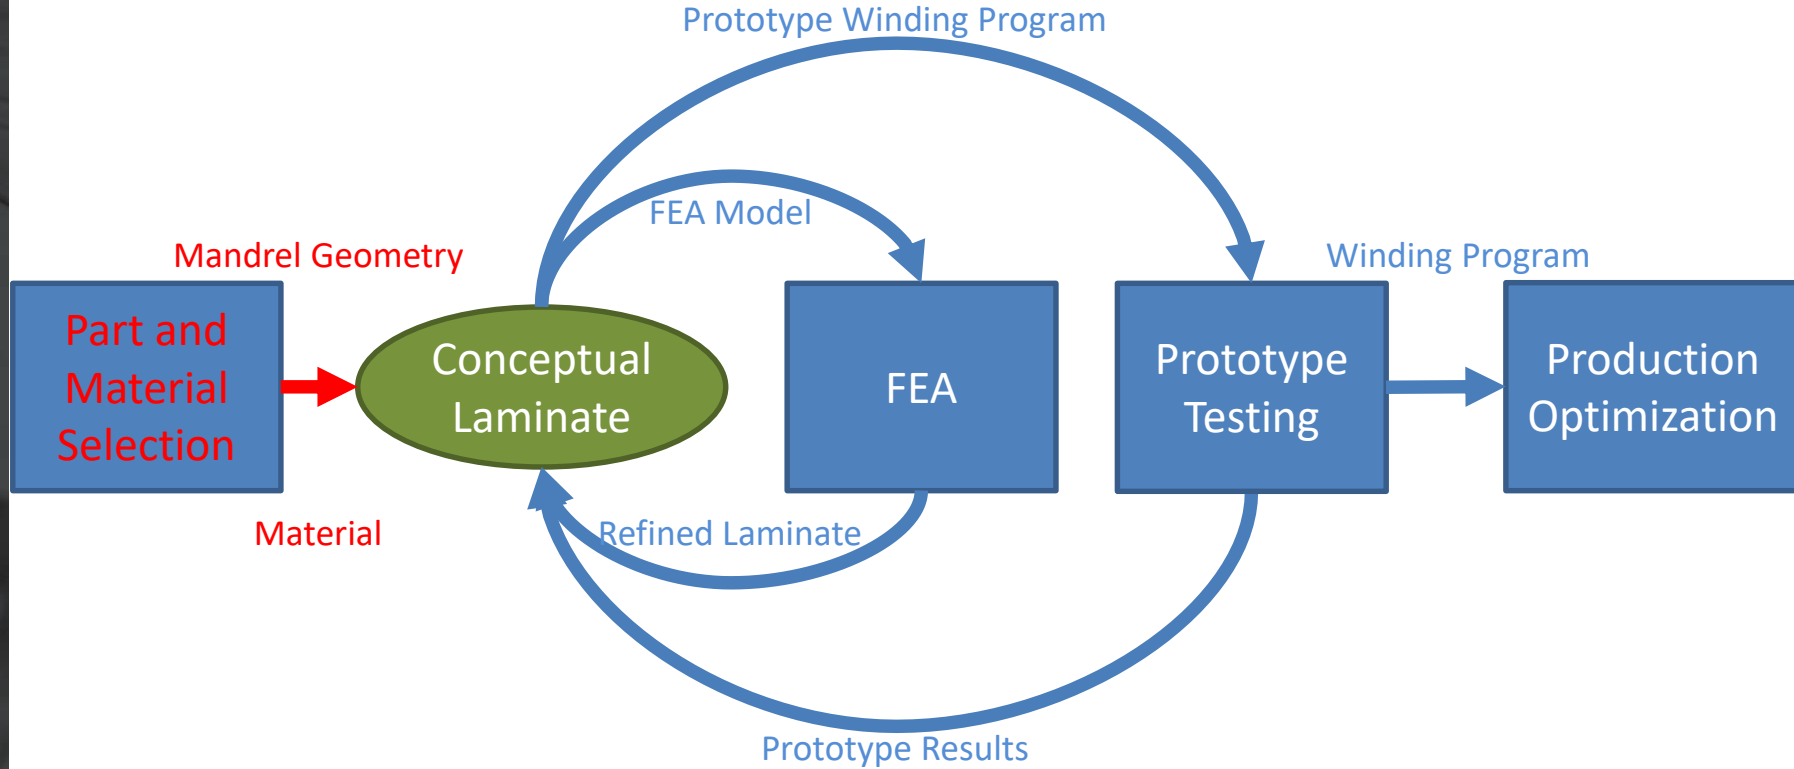 Prototype Winding Program
FEA Model
Mandrel Geometry
Winding Program
Part and
Material
Selection
Conceptual
Laminate
FEA
Prototype
Testing
Production
Optimization
Material
Refined Laminate
Prototype Results